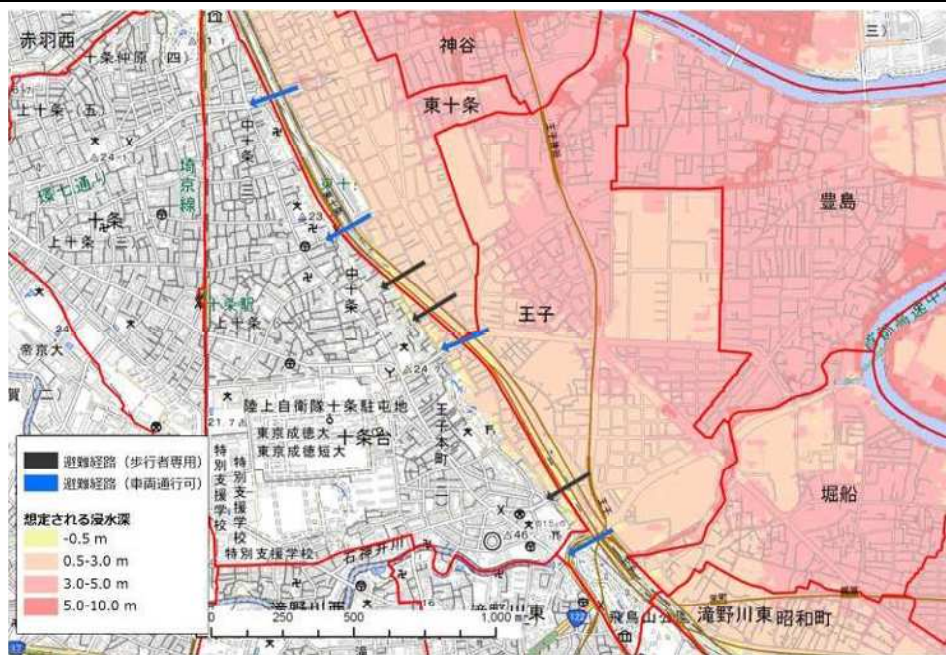 赤羽西
十条仲原（四）
神谷
三）
上十条（五）
東十条
中十条
環七通り
埼京線
豊島
十条
上十条（三）
中十条
十条駅
上十条
王子
帝京大
賀（二）
陸上自衛隊十条駐屯地
東京成徳大
十条台
東京成徳短大
王子本町（二）
特別支援学校
特別支援学校
特別支援学校
石神井川
堀船
滝野川西
滝野川東
飛鳥山公園
滝野川東
昭和町
避難経路（歩行者専用）
避難経路（車両通行可）
想定される浸水深
-0.5 m
0.5-3.0 m
3.0-5.0 m
5.0-10.0 m
0
250
500
1,000 m